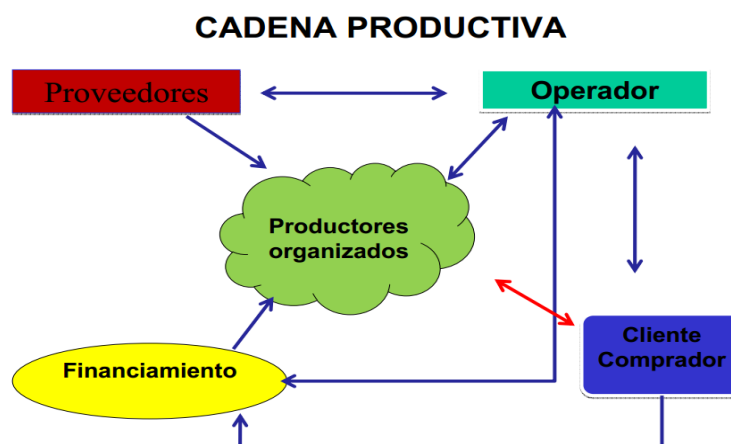 CADENA PRODUCTIVA
Proveedores
Operador
Productores
organizados
Financiamiento
Cliente
Comprador